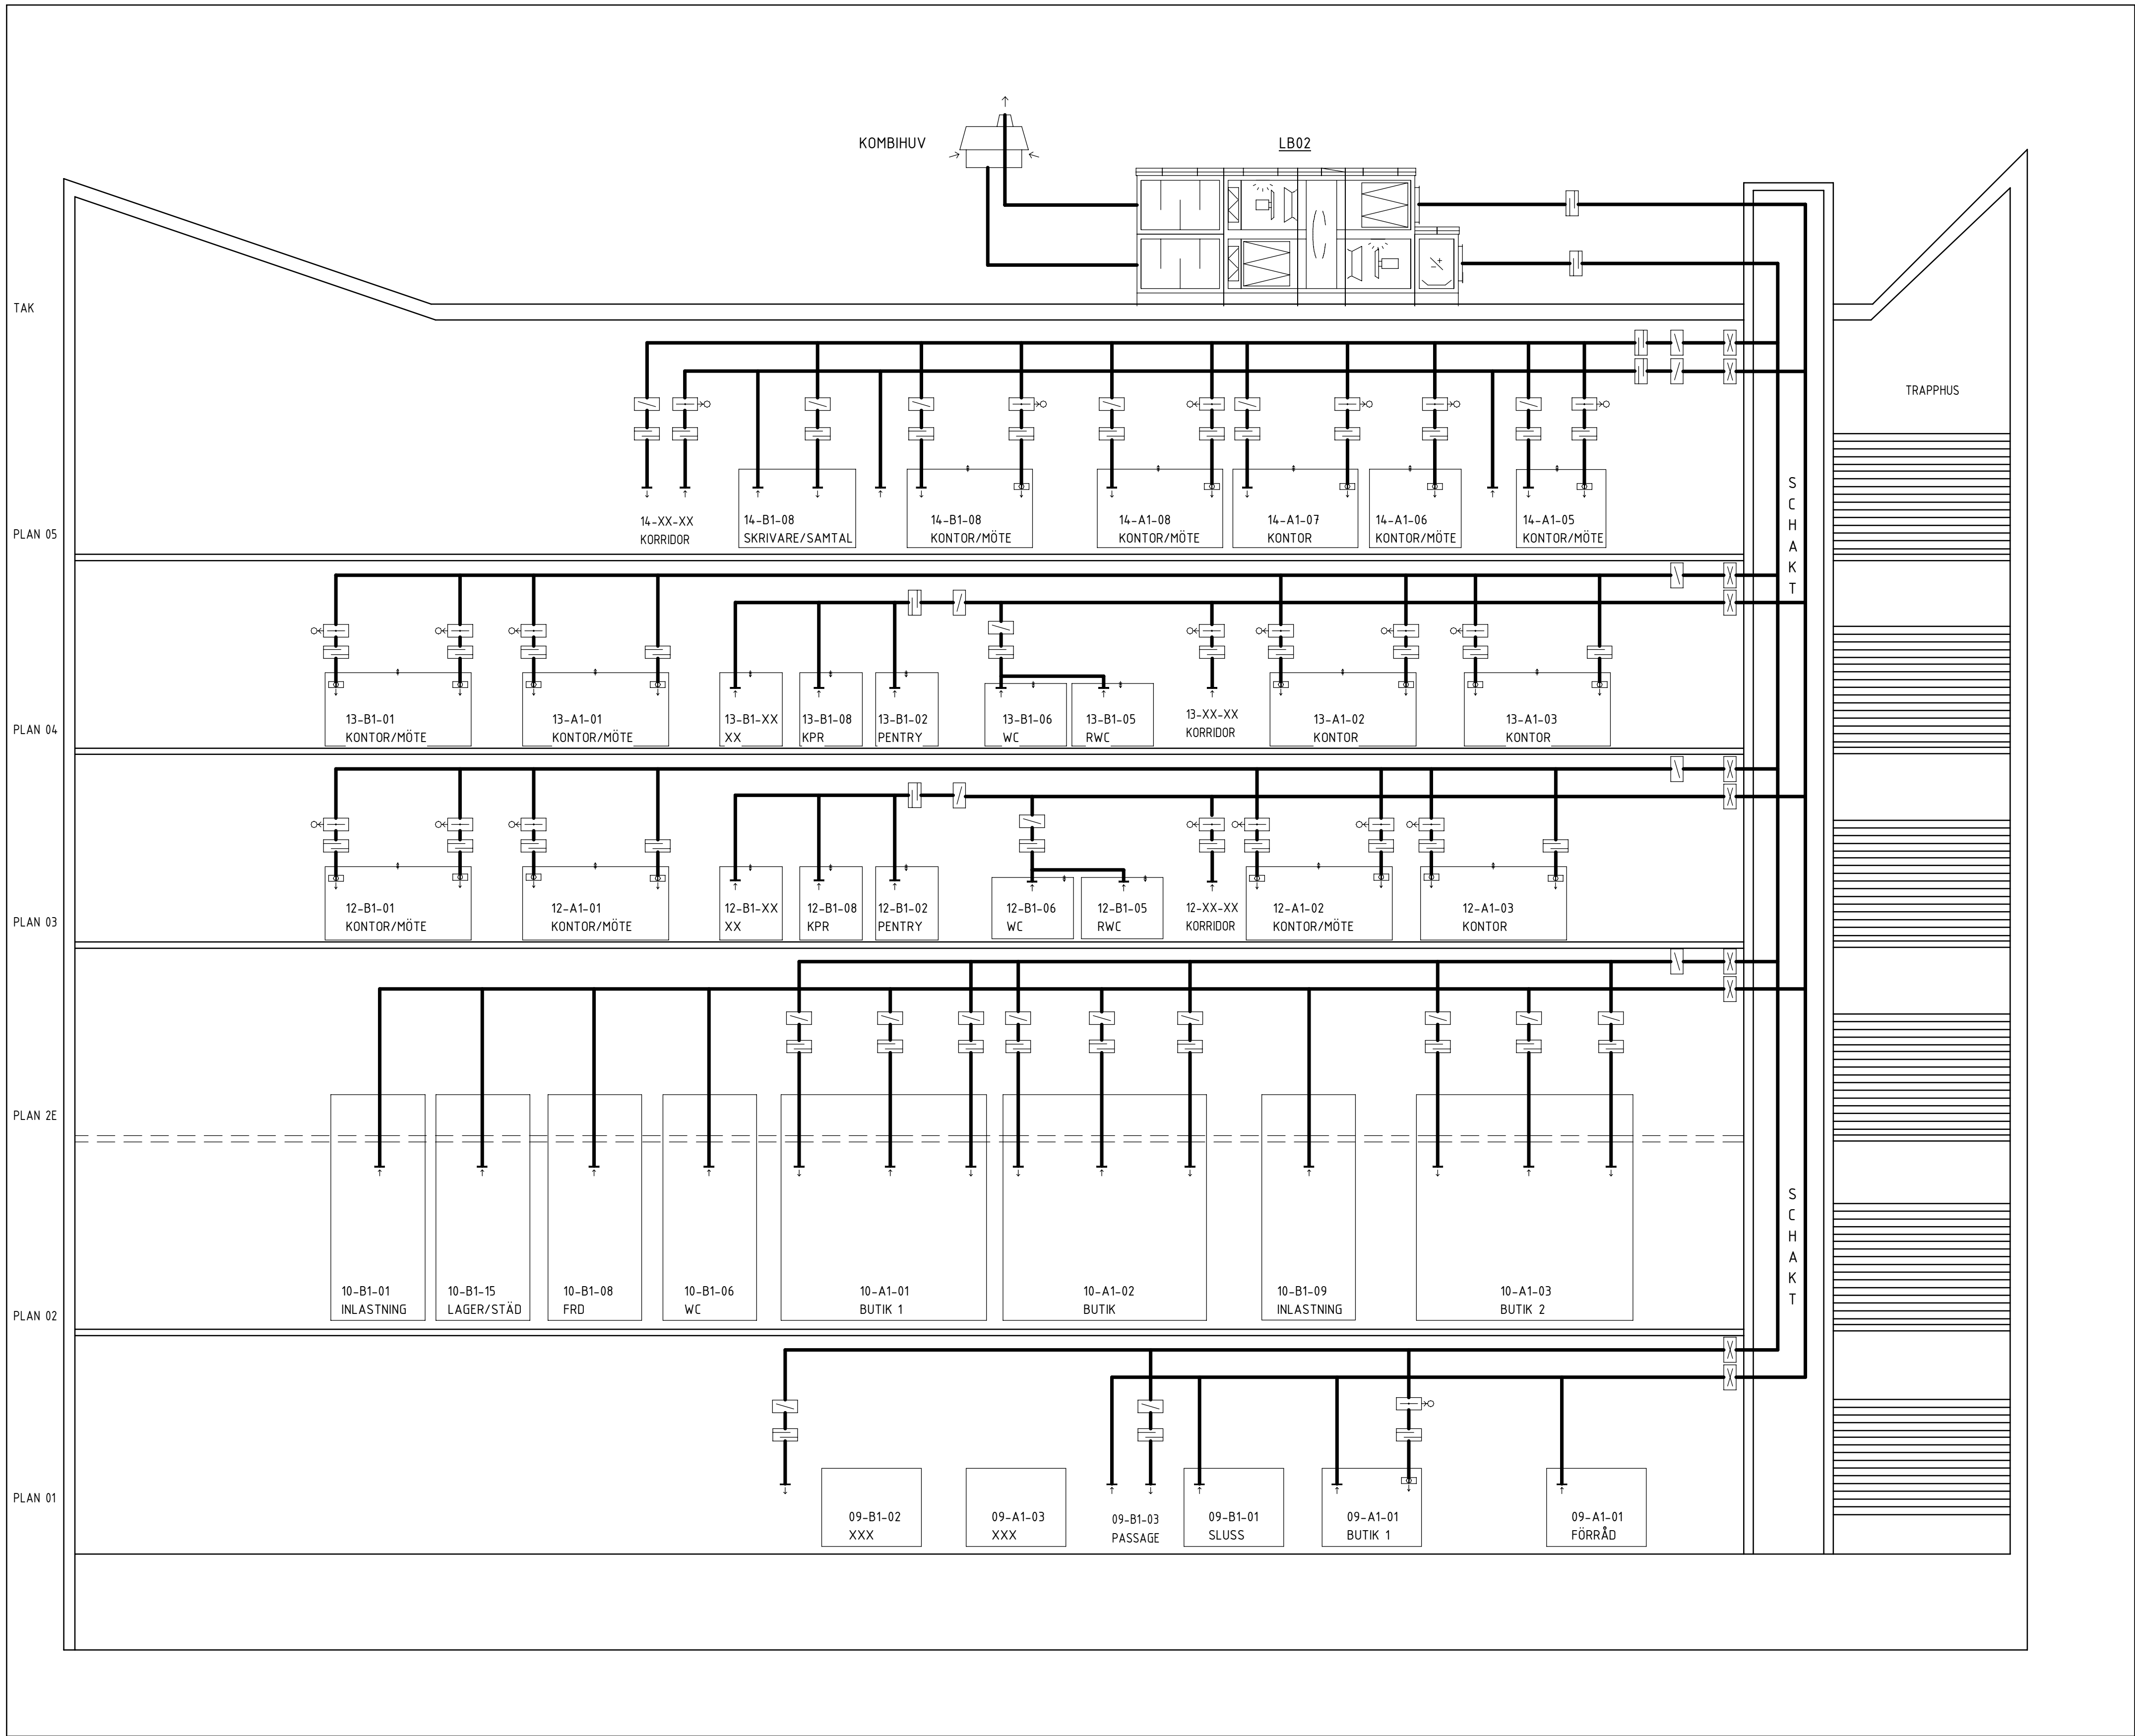 KOMBIHUV
LB02
TAK
TRAPPHUS
SCHAKT
14-XX-XX
KORRIDOR
14-B1-08
SKRIVARE/SAMTAL
14-B1-08
KONTOR/MÖTE
14-A1-08
KONTOR/MÖTE
14-A1-07
KONTOR
14-A1-06
KONTOR/MÖTE
14-A1-05
KONTOR/MÖTE
PLAN 05
13-B1-01
KONTOR/MÖTE
13-A1-01
KONTOR/MÖTE
13-B1-XX
XX
13-B1-08
KPR
13-B1-02
PENTRY
13-B1-06
WC
13-B1-05
RWC
13-XX-XX
KORRIDOR
13-A1-02
KONTOR
13-A1-03
KONTOR
PLAN 04
12-B1-01
KONTOR/MÖTE
12-A1-01
KONTOR/MÖTE
12-B1-XX
XX
12-B1-08
KPR
12-B1-02
PENTRY
12-B1-06
WC
12-B1-05
RWC
12-XX-XX
KORRIDOR
12-A1-02
KONTOR/MÖTE
12-A1-03
KONTOR
PLAN 03
PLAN 2E
SCHAKT
10-B1-01
INLASTNING
10-B1-15
LAGER/STÄD
10-B1-08
FRD
10-B1-06
WC
10-A1-01
BUTIK 1
10-A1-02
BUTIK
10-B1-09
INLASTNING
10-A1-03
BUTIK 2
PLAN 02
PLAN 01
09-B1-02
XXX
09-A1-03
XXX
09-B1-03
PASSAGE
09-B1-01
SLUSS
09-A1-01
BUTIK 1
09-A1-01
FÖRRÅD